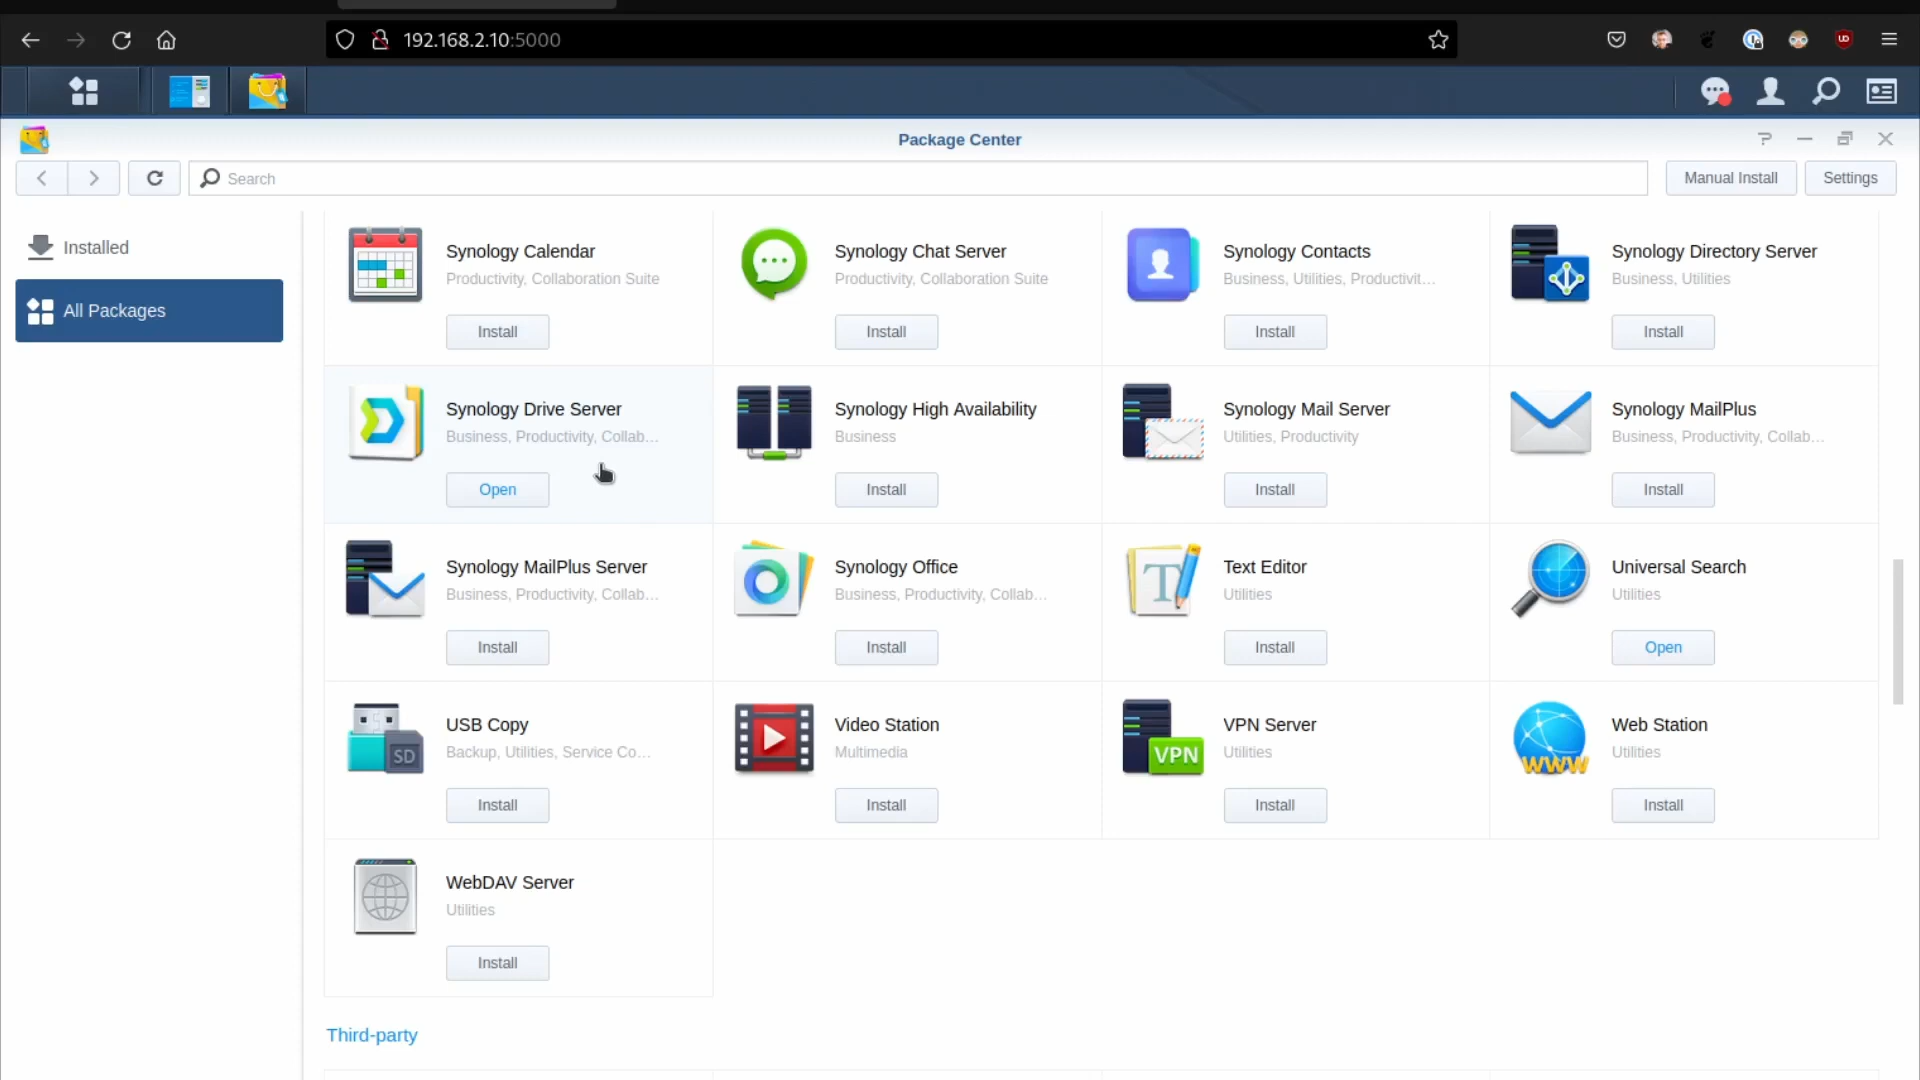 192.168.2.10:5000
Package Center
Search
Manual Install
Settings
Installed
All Packages
Synology Calendar
Productivity, Collaboration Suite
Install
Synology Chat Server
Productivity, Collaboration Suite
Install
Synology Contacts
Business, Utilities, Productivit...
Install
Synology Directory Server
Business, Utilities
Install
Synology Drive Server
Business, Productivity, Collab...
Open
Synology High Availability
Business
Install
Synology Mail Server
Utilities, Productivity
Install
Synology MailPlus
Business, Productivity, Collab...
Install
Synology MailPlus Server
Business, Productivity, Collab...
Install
Synology Office
Business, Productivity, Collab...
Install
T
Text Editor
Utilities
Install
Universal Search
Utilities
Open
SD
USB Copy
Backup, Utilities, Service Co...
Install
Video Station
Multimedia
Install
VPN
VPN Server
Utilities
Install
WWW
Web Station
Utilities
Install
WebDAV Server
Utilities
Install
Third-party